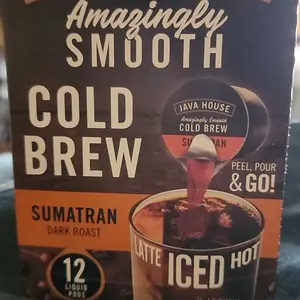 Amazingly
SMOOTH
COLD
BREW
JAVA HOUSE
Amazingly Smooth
COLD BREW
SUMATRAN
PEEL, POUR
& GO!
SUMATRAN
DARK ROAST
LATTE ICED HOT
12
LIQUID
PODS